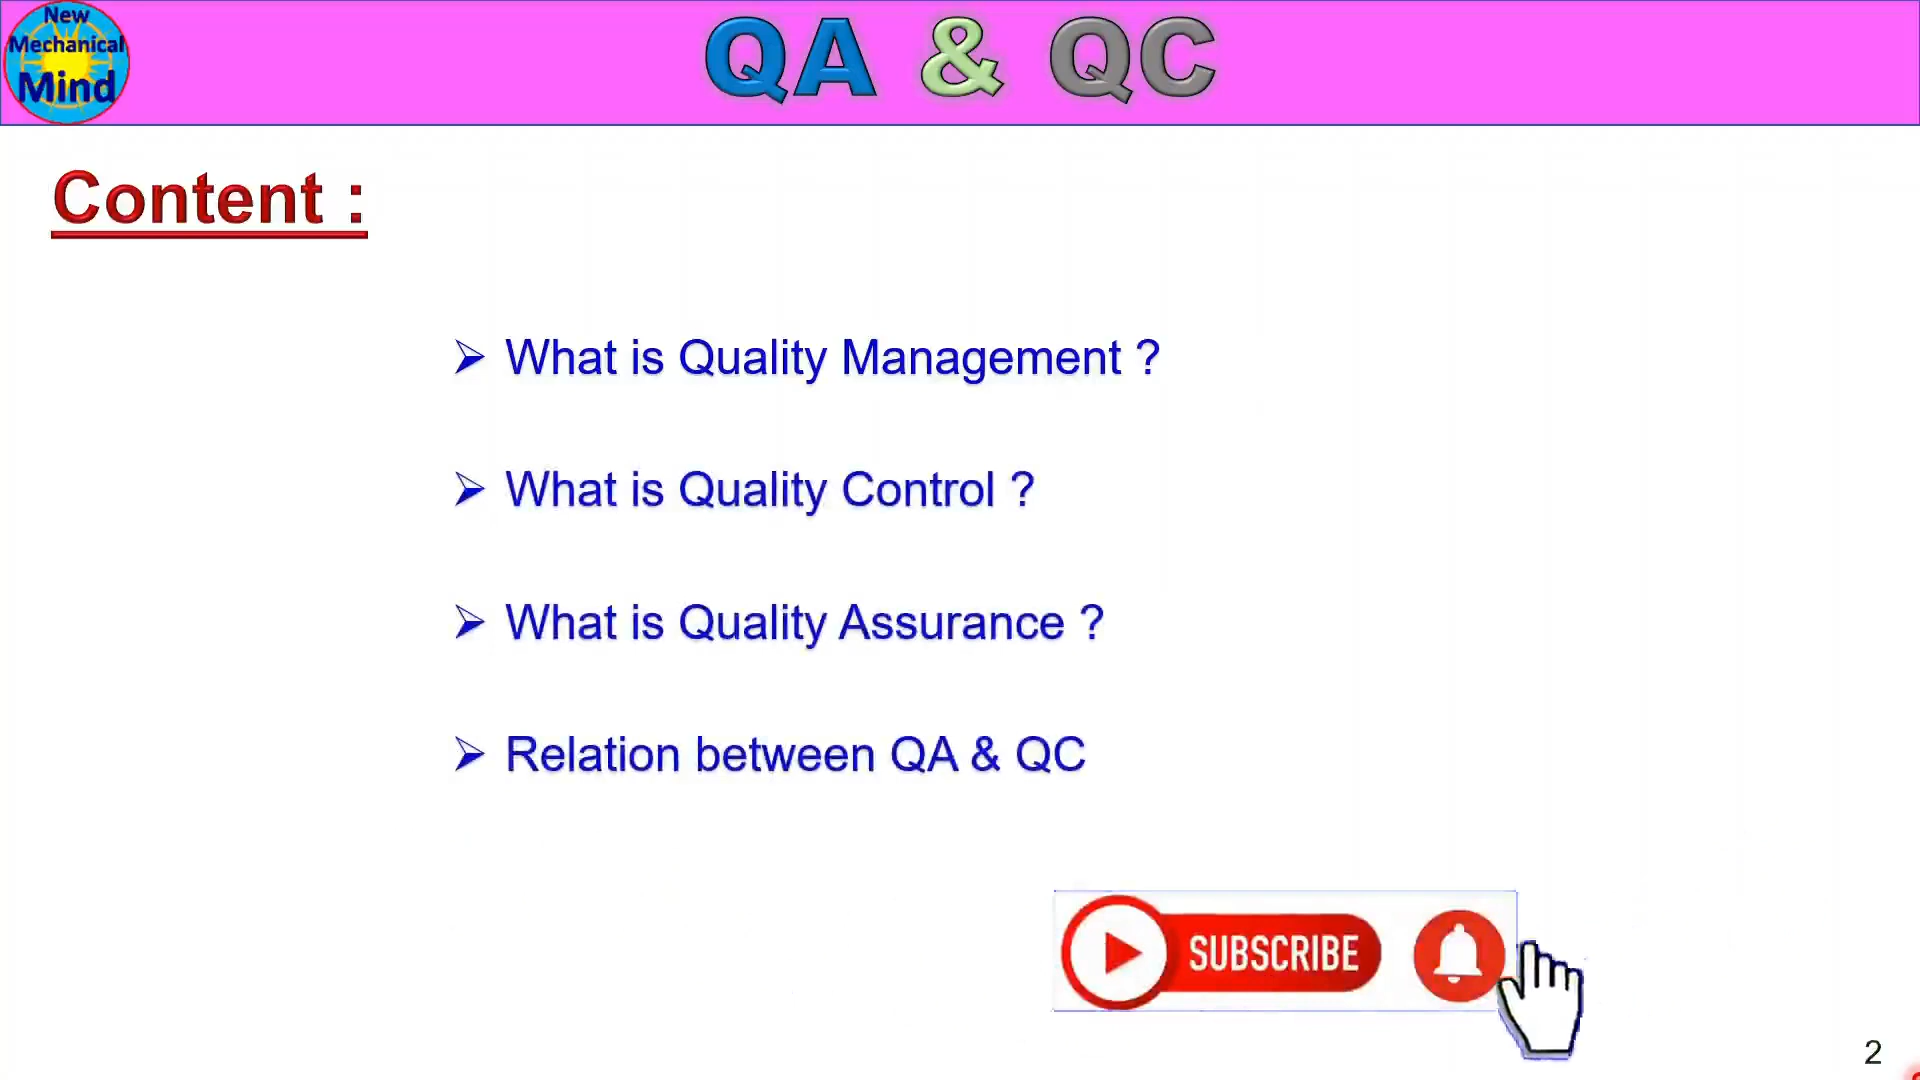 New
Mechanical
Mind
QA & QC
Content :
What is Quality Management ?
What is Quality Control ?
What is Quality Assurance ?
Relation between QA & QC
SUBSCRIBE
2